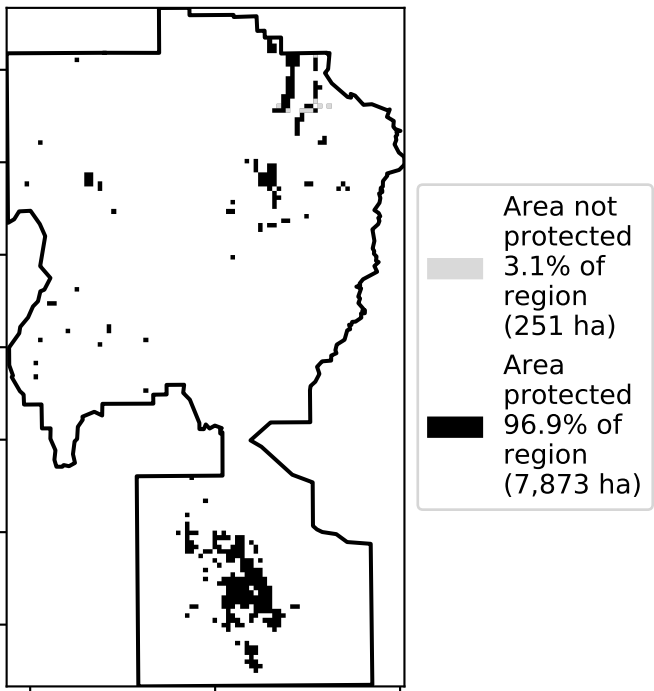 Area not
protected
3.1% of
region
(251 ha)
Area
protected
96.9% of
region
(7,873 ha)